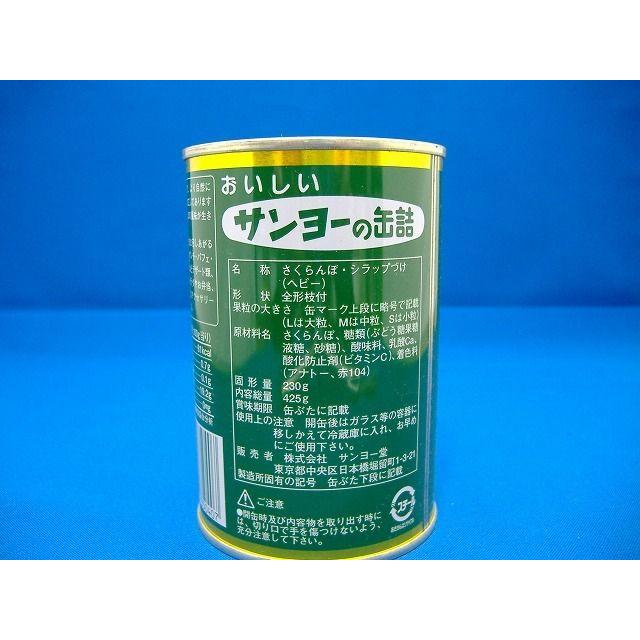 おいしい
サンヨーの缶詰
名称 さくらんぼ・シラップづけ
(ヘビー)
形状 全形枝付
果粒の大きさ 缶マーク上段に略号で記載
(Lは大粒、Mは中粒、Sは小粒)
原材料名 さくらんぼ、糖類(ぶどう糖果糖
液糖、砂糖)、酸味料、乳酸Ca、
酸化防止剤(ビタミンC)、着色料
(アナトー、赤104)
固形量 230g
内容総量 425g
賞味期限 缶ぶたに記載
使用上の注意 開缶後はガラス等の容器に
移しかえて冷蔵庫に入れ、お早め
にご使用下さい。
販売者 株式会社 サンヨー堂
東京都中央区日本橋堀留町1-3-21
製造所固有の記号 缶ぶた下段に記載
ご注意
●開缶時及び内容物を取り出す時に
は、切り口で手を傷つけないよう、
充分注意して下さい。
スチール